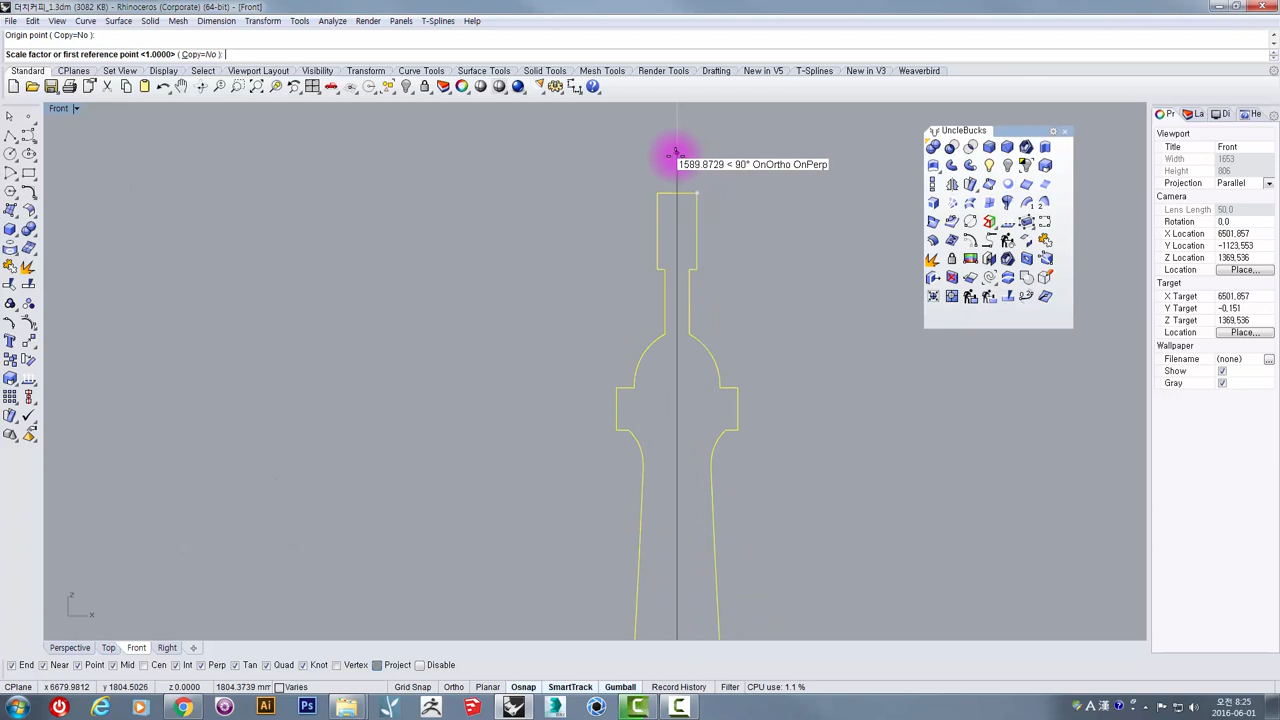 더치커피_1.3dm (3082 KB) - Rhinoceros (Corporate) (64-bit) - [Front]
File Edit View Curve Surface Solid Mesh Dimension Transform Tools Analyze Render Panels T-Splines Help
Origin point ( Copy=No ):
Scale factor or first reference point <1.0000> ( Copy=No ):
Standard CPlanes Set View Display Select Viewport Layout Visibility Transform Curve Tools Surface Tools Solid Tools Mesh Tools Render Tools Drafting New in V5 T-Splines New in V3 Weaverbird
Front
1589.8729 < 90° OnOrtho OnPerp
UncleBucks
Pr La Di He
Viewport
Title Front
Width 1653
Height 806
Projection Parallel
Camera
Lens Length 50,0
Rotation 0,0
X Location 6501,857
Y Location -1123,553
Z Location 1369,536
Location Place...
Target
X Target 6501,857
Y Target -0,151
Z Target 1369,536
Location Place...
Wallpaper
Filename (none) ...
Show
Gray
z
x
Perspective Top Front Right
End Near Point Mid Cen Int Perp Tan Quad Knot Vertex Project Disable
CPlane x 6679.9812 y 1804.5026 z 0.0000 1804.3739 mm Varies Grid Snap Ortho Planar Osnap SmartTrack Gumball Record History Filter CPU use: 1.1 %
Ai Ps
A 漢
오전 8:25
2016-06-01